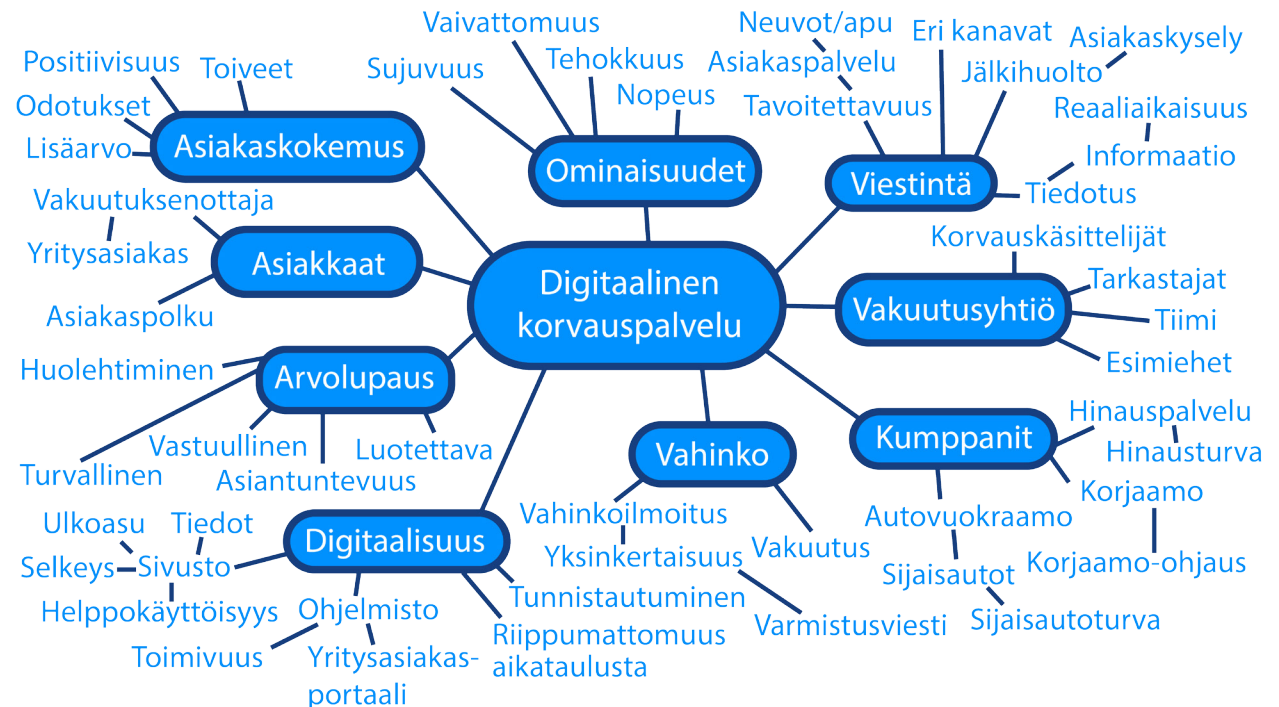 Vaivattomuus
Neuvot/apu
Eri kanavat
Asiakaskysely
Positiivisuus
Toiveet
Sujuvuus
Tehokkuus
Asiakaspalvelu
Jälkihuolto
Nopeus
Odotukset
Tavoitettavuus
Reaaliaikaisuus
Lisäarvo
Asiakaskokemus
Ominaisuudet
Viestintä
Informaatio
Tiedotus
Vakuutuksenottaja
Yritysasiakas
Asiakkaat
Korvauskäsittelijät
Digitaalinen
korvauspalvelu
Vakuutusyhtiö
Tarkastajat
Tiimi
Asiakaspolku
Esimiehet
Huolehtiminen
Arvolupaus
Hinauspalvelu
Vastuullinen
Luotettava
Vahinko
Kumppanit
Hinausturva
Turvallinen
Asiantuntevuus
Korjaamo
Ulkoasu
Tiedot
Digitaalisuus
Vahinkoilmoitus
Autovuokraamo
Selkeys
Sivusto
Yksinkertaisuus
Vakuutus
Sijaisautot
Korjaamo-ohjaus
Helppokäyttöisyys
Ohjelmisto
Tunnistautuminen
Varmistusviesti
Sijaisautoturva
Toimivuus
Yritysasiakas-
portaali
Riippumattomuus
aikataulusta